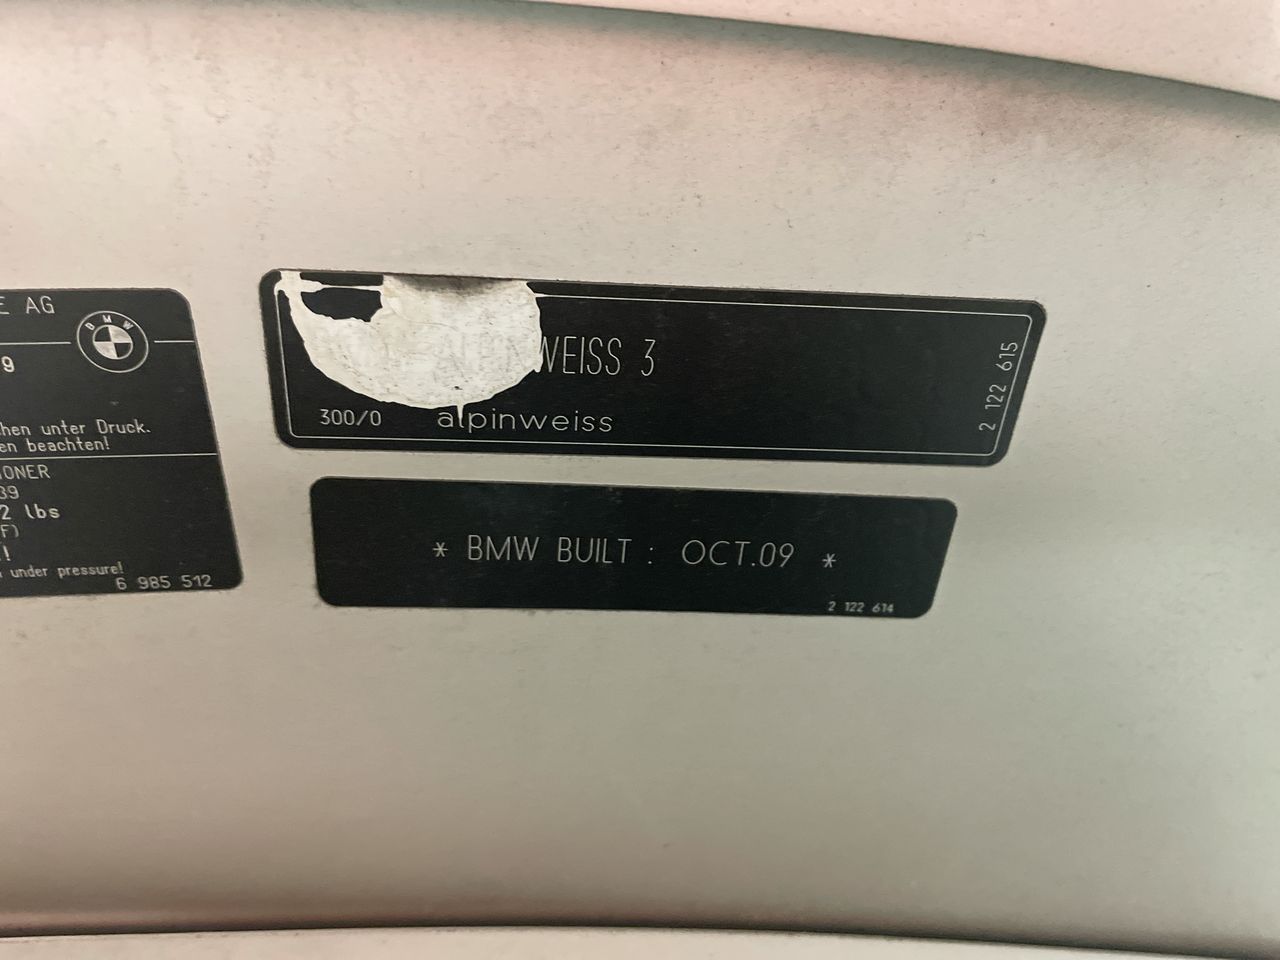 E AG
BMW
9
hen unter Druck.
en beachten!
IONER
39
2 lbs
F)
!
under pressure!
6 985 512
WEISS 3
300/0 alpinweiss
2 122 615
* BMW BUILT : OCT.09 *
2 122 614